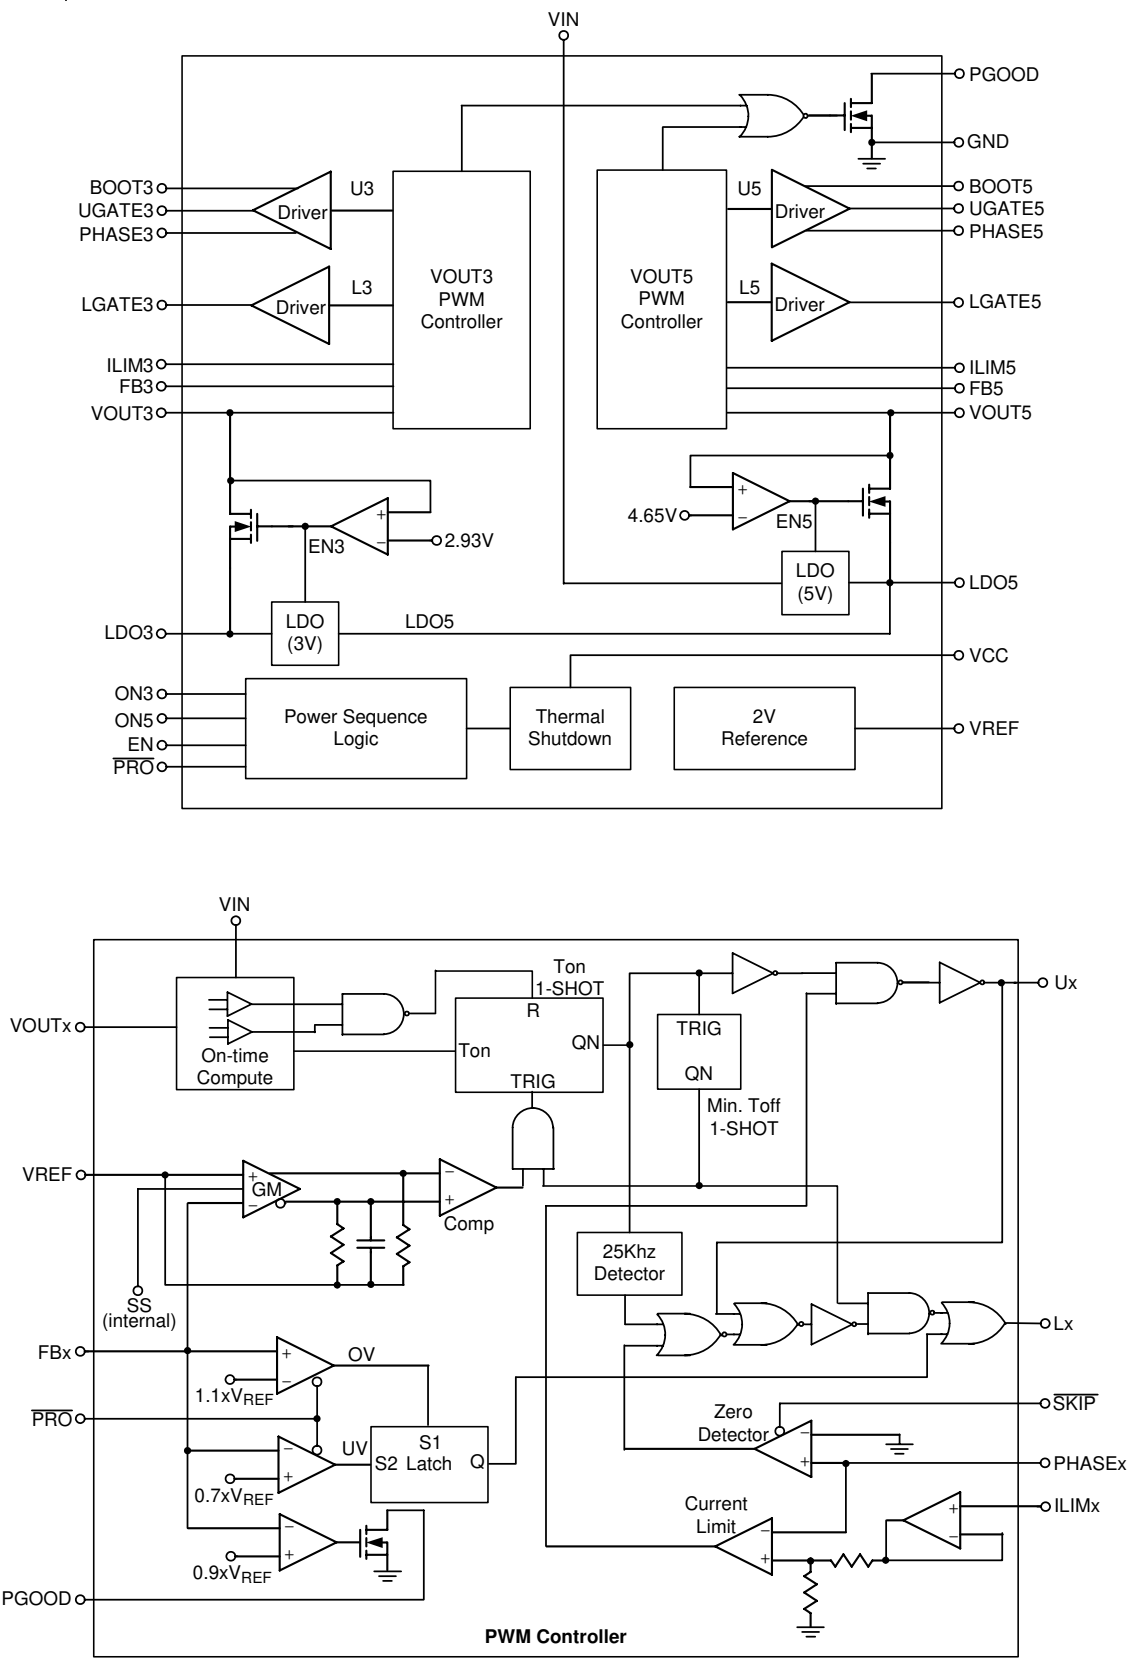 VIN
PGOOD
GND
BOOT3
UGATE3
PHASE3
Driver
U3
U5
Driver
BOOT5
UGATE5
PHASE5
LGATE3
Driver
L3
VOUT3
PWM
Controller
VOUT5
PWM
Controller
L5
Driver
LGATE5
ILIM3
FB3
VOUT3
ILIM5
FB5
VOUT5
+
−
EN3
2.93V
4.65V
+
−
EN5
LDO
(5V)
LDO5
LDO3
LDO
(3V)
LDO5
VCC
ON3
ON5
EN
PRO
Power Sequence
Logic
Thermal
Shutdown
2V
Reference
VREF
VIN
Ton
1-SHOT
R
QN
Ton
TRIG
VOUTx
On-time
Compute
TRIG
QN
Min. Toff
1-SHOT
Ux
VREF
+
GM
−
−
+
Comp
SS
(internal)
25Khz
Detector
Lx
FBx
+
−
OV
1.1xVREF
PRO
−
+
UV
0.7xVREF
S1
S2 Latch
Q
Zero
Detector
−
+
SKIP
PHASEx
−
+
0.9xVREF
PGOOD
Current
Limit
−
+
+
−
ILIMx
PWM Controller